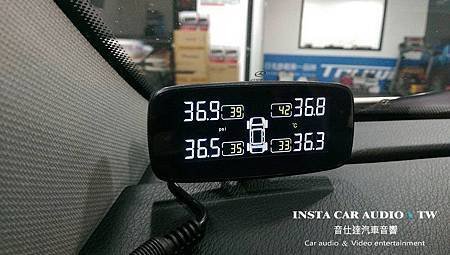 36.9 39 42 36.8
psi ℃
36.5 35 33 36.3
INSTA CAR AUDIO X TW
音仕達汽車音響
Car audio & Video entertainment